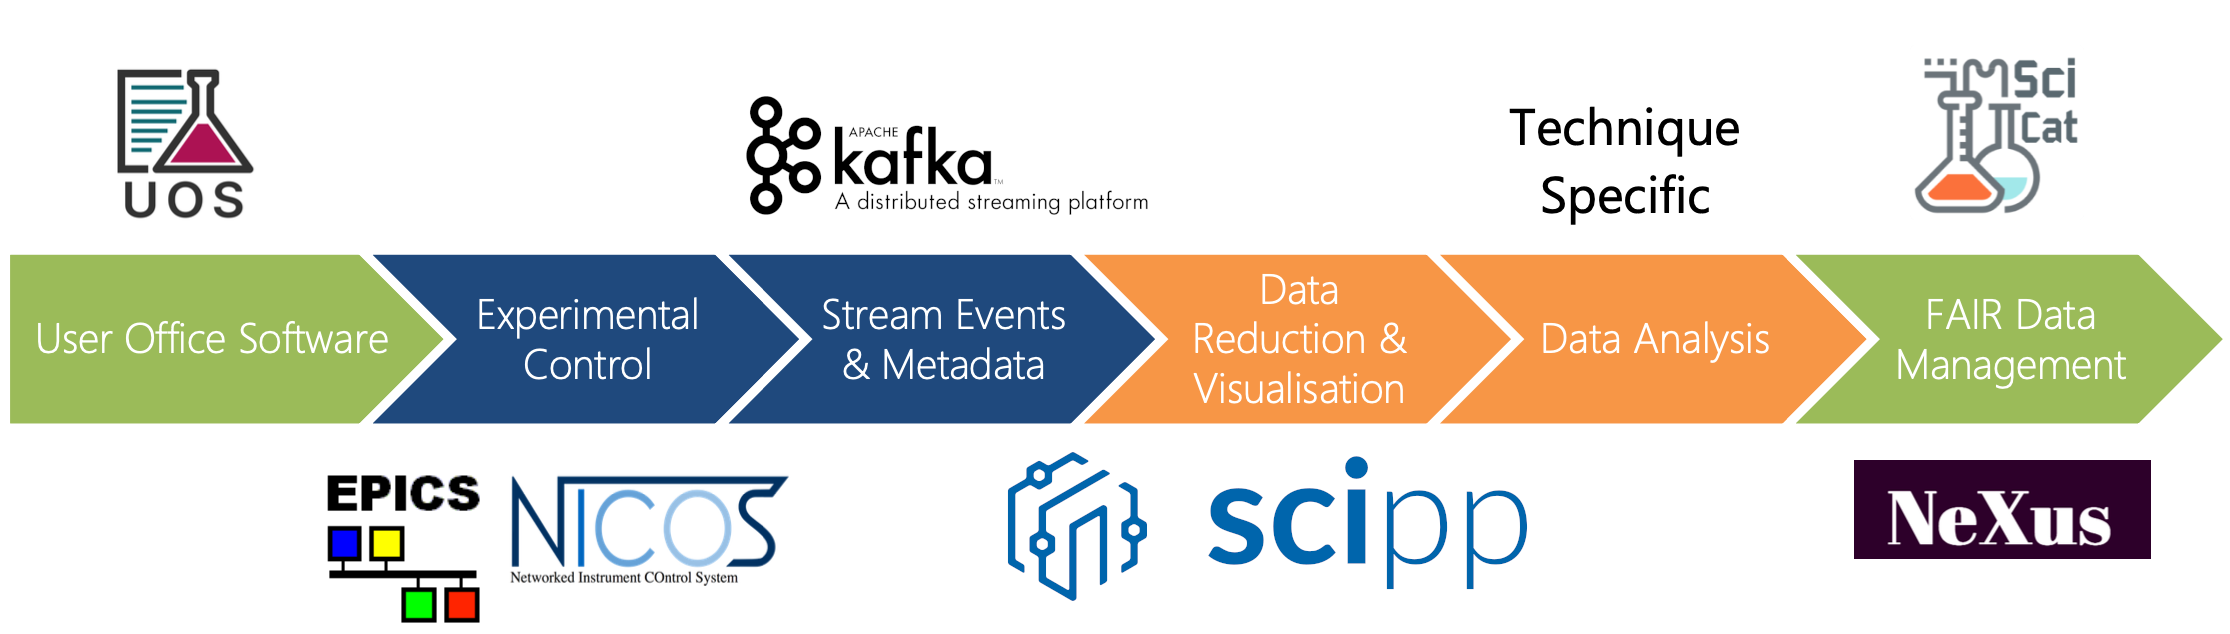 UOS
APACHE
kafka™
A distributed streaming platform
Technique
Specific
SciCat
User Office Software
Experimental
Control
Stream Events
& Metadata
Data
Reduction &
Visualisation
Data Analysis
FAIR Data
Management
EPICS
NICOS
Networked Instrument COntrol System
scipp
NeXus